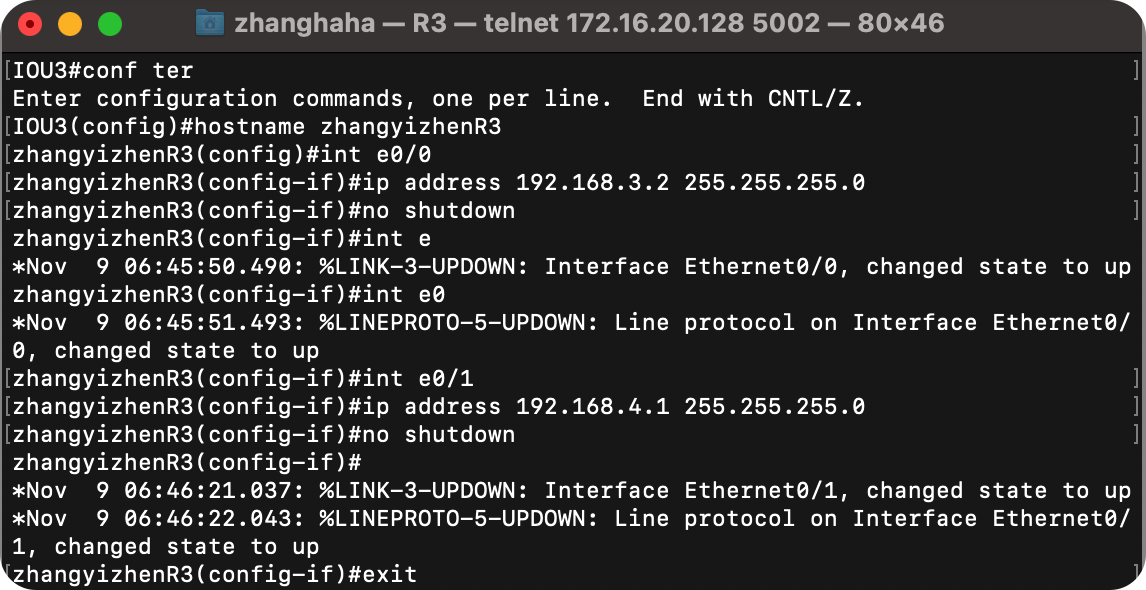 zhanghaha — R3 — telnet 172.16.20.128 5002 — 80×46
[IOU3#conf ter ]
Enter configuration commands, one per line.  End with CNTL/Z.
[IOU3(config)#hostname zhangyizhenR3 ]
[zhangyizhenR3(config)#int e0/0 ]
[zhangyizhenR3(config-if)#ip address 192.168.3.2 255.255.255.0 ]
[zhangyizhenR3(config-if)#no shutdown ]
zhangyizhenR3(config-if)#int e
*Nov  9 06:45:50.490: %LINK-3-UPDOWN: Interface Ethernet0/0, changed state to up
zhangyizhenR3(config-if)#int e0
*Nov  9 06:45:51.493: %LINEPROTO-5-UPDOWN: Line protocol on Interface Ethernet0/
0, changed state to up
[zhangyizhenR3(config-if)#int e0/1 ]
[zhangyizhenR3(config-if)#ip address 192.168.4.1 255.255.255.0 ]
[zhangyizhenR3(config-if)#no shutdown ]
zhangyizhenR3(config-if)#
*Nov  9 06:46:21.037: %LINK-3-UPDOWN: Interface Ethernet0/1, changed state to up
*Nov  9 06:46:22.043: %LINEPROTO-5-UPDOWN: Line protocol on Interface Ethernet0/
1, changed state to up
[zhangyizhenR3(config-if)#exit ]